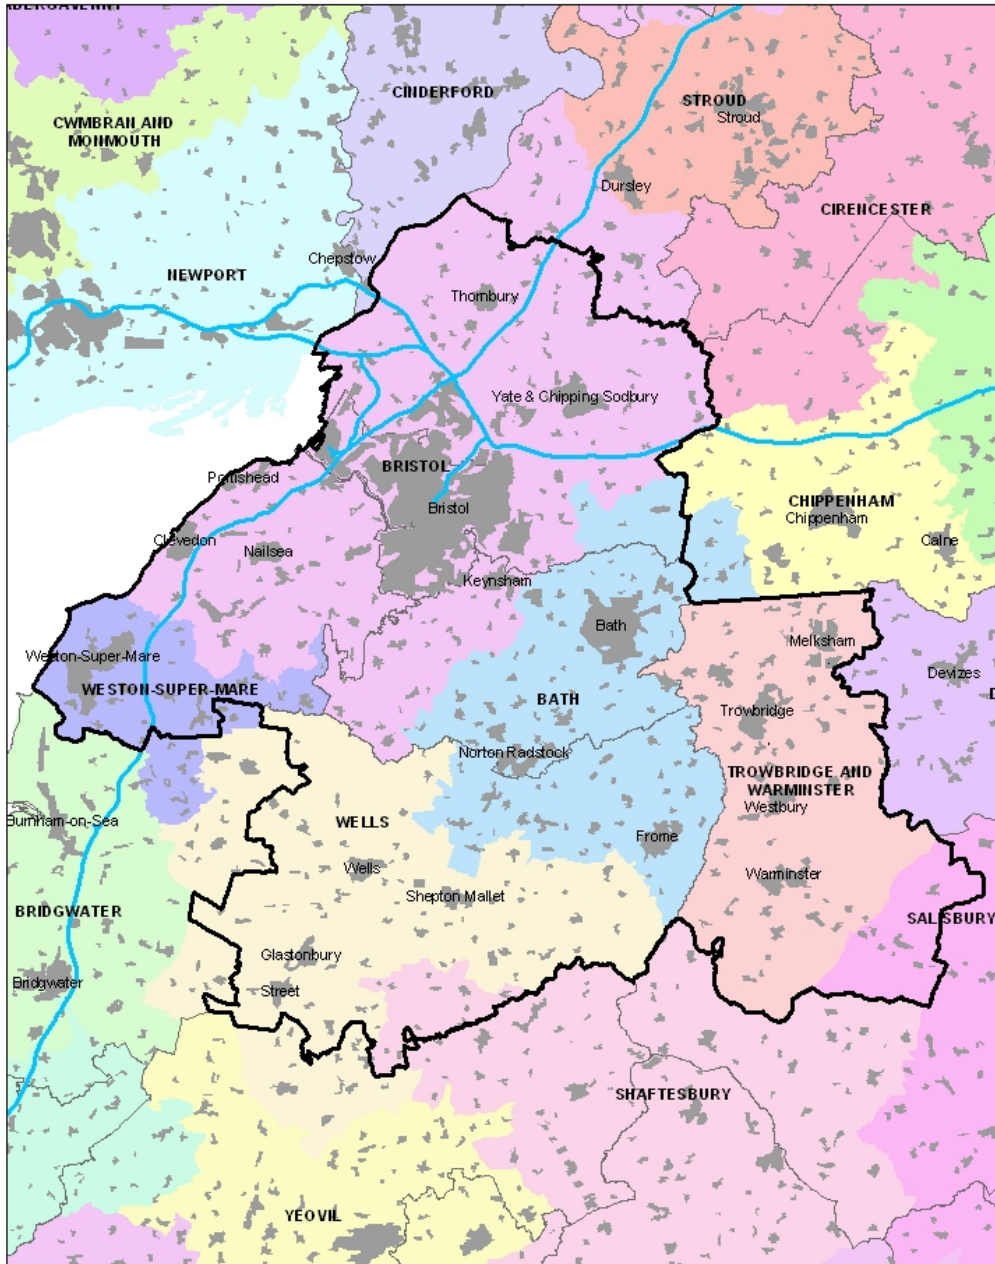 CINDERFORD
STROUD
Stroud
CWMBRAN AND
MONMOUTH
Dursley
CIRENCESTER
Chepstow
NEWPORT
Thornbury
Yate & Chipping Sodbury
BRISTOL
Portishead
Bristol
CHIPPENHAM
Chippenham
Clevedon
Calne
Nailsea
Keynsham
Bath
Melksham
Weston-Super-Mare
Devizes
D
WESTON-SUPER-MARE
BATH
Trowbridge
Norton Radstock
TROWBRIDGE AND
WARMINSTER
Westbury
Burnham-on-Sea
WELLS
Frome
Wells
Warminster
Shepton Mallet
BRIDGWATER
SALISBURY
Glastonbury
Bridgwater
Street
SHAFTESBURY
YEOVIL